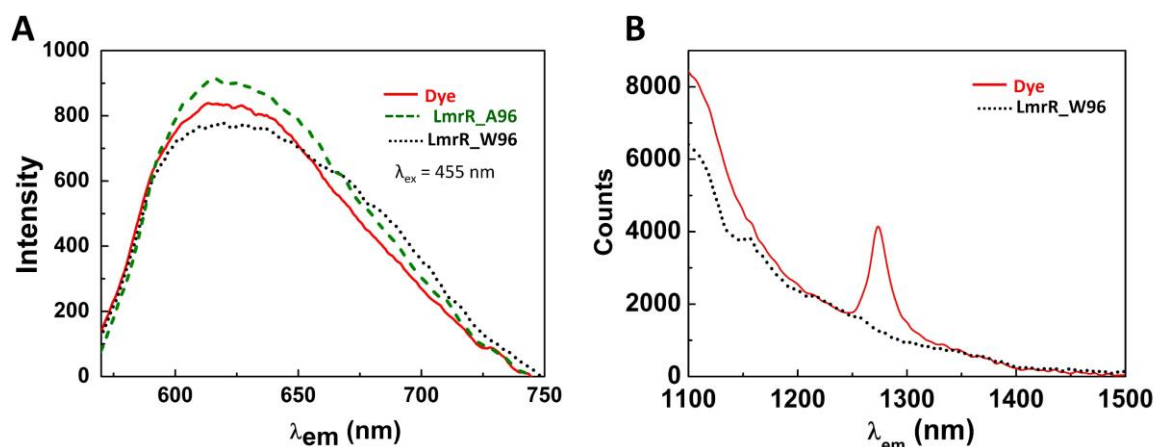 A
1000
800
600
400
200
0
Intensity
Dye
LmrR_A96
LmrR_W96
λex = 455 nm
600
650
700
750
λem (nm)
B
8000
6000
4000
2000
0
Counts
Dye
LmrR_W96
1100
1200
1300
1400
1500
λem (nm)